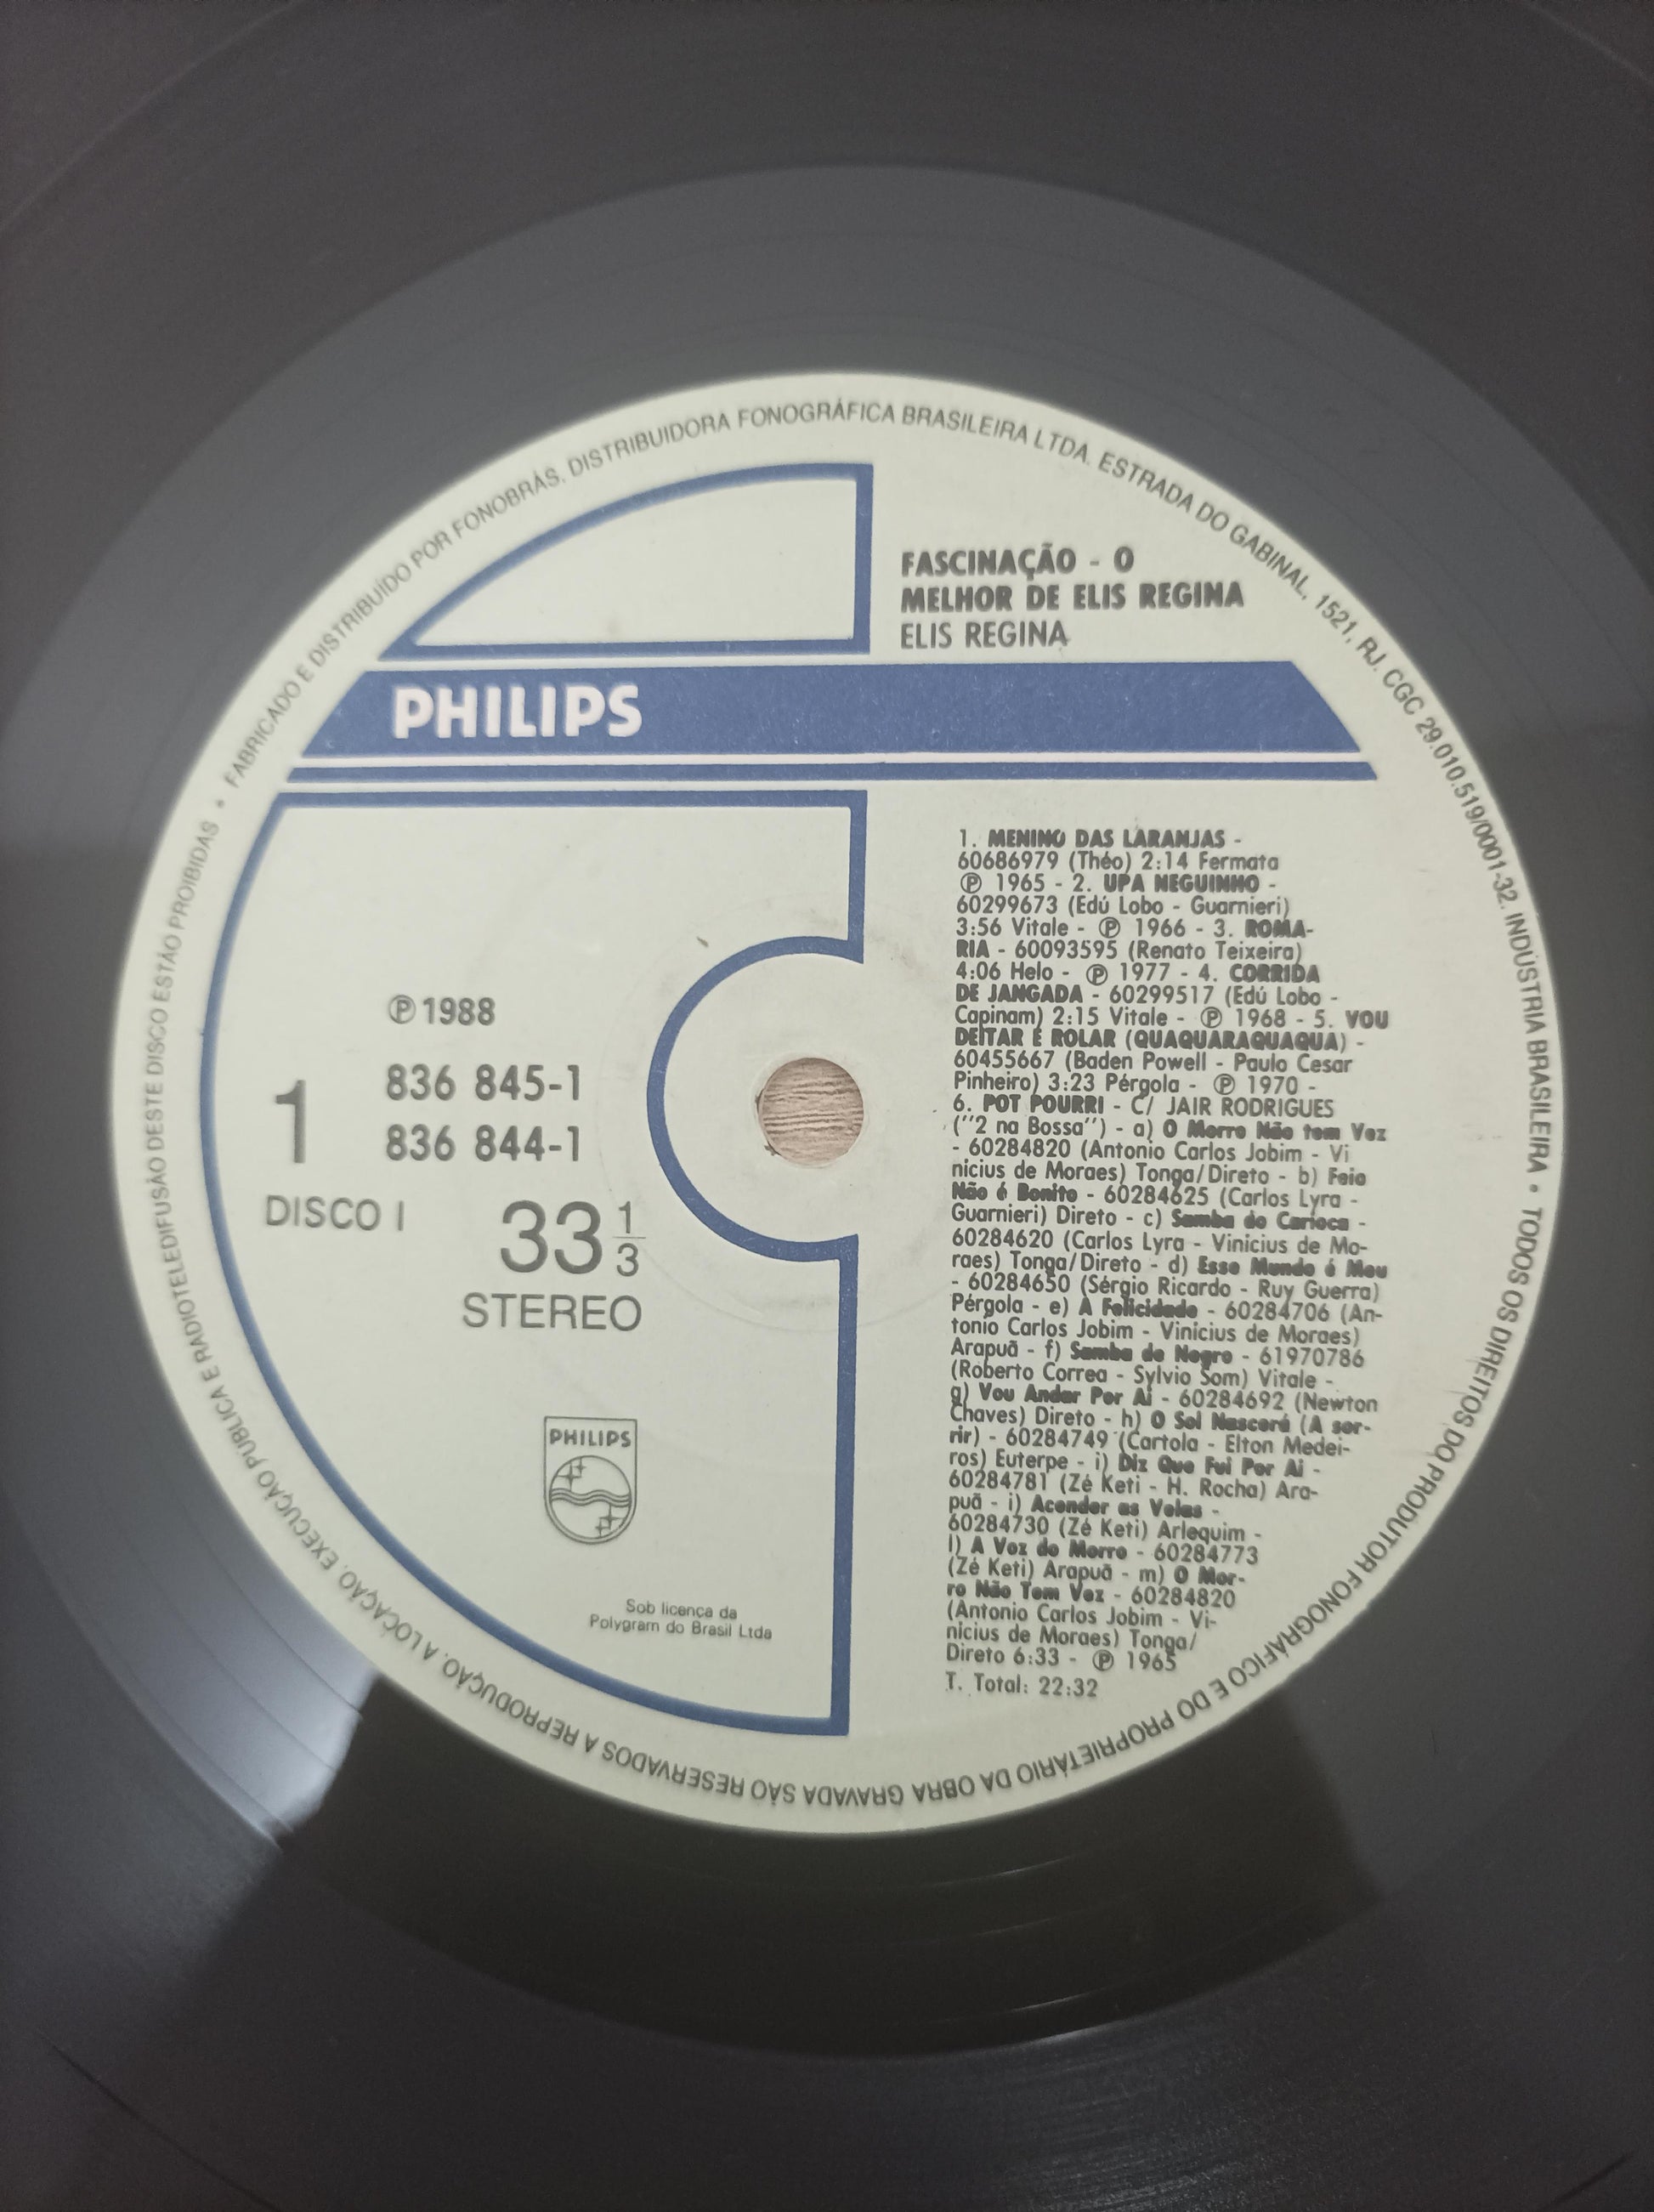 FABRICADO E DISTRIBUÍDO POR FONOBRÁS. DISTRIBUIDORA FONOGRÁFICA BRASILEIRA LTDA. ESTRADA DO GABINAL, 1521, RJ. CGC 29.010.519/0001-32. INDÚSTRIA BRASILEIRA • TODOS OS DIREITOS DO PRODUTOR FONOGRÁFICO E DO PROPRIETÁRIO DA OBRA GRAVADA SÃO RESERVADOS A REPRODUÇÃO, A LOCAÇÃO, EXECUÇÃO PÚBLICA E RADIOTELEDIFUSÃO DESTE DISCO ESTÃO PROIBIDAS •
FASCINAÇÃO - O
MELHOR DE ELIS REGINA
ELIS REGINA
PHILIPS
℗ 1988
836 845-1
1
836 844-1
DISCO I
33 1/3
STEREO
PHILIPS
Sob licença da
Polygram do Brasil Ltda
1. MENINO DAS LARANJAS -
60686979 (Théo) 2:14 Fermata
℗ 1965 - 2. UPA NEGUINHO -
60299673 (Edú Lobo - Guarnieri)
3:56 Vitale - ℗ 1966 - 3. ROMA-
RIA - 60093595 (Renato Teixeira)
4:06 Helo - ℗ 1977 - 4. CORRIDA
DE JANGADA - 60299517 (Edú Lobo -
Capinam) 2:15 Vitale - ℗ 1968 - 5. VOU
DEITAR E ROLAR (QUAQUARAQUAQUA) -
60455667 (Baden Powell - Paulo Cesar
Pinheiro) 3:23 Pérgola - ℗ 1970 -
6. POT POURRI - C/ JAIR RODRIGUES
("2 na Bossa") - a) O Morro Não tem Vez
- 60284820 (Antonio Carlos Jobim - Vi
nicius de Moraes) Tonga/Direto - b) Feio
Não é Bonito - 60284625 (Carlos Lyra -
Guarnieri) Direto - c) Samba do Carioca -
60284620 (Carlos Lyra - Vinicius de Mo-
raes) Tonga/Direto - d) Esse Mundo é Meu
- 60284650 (Sérgio Ricardo - Ruy Guerra)
Pérgola - e) A Felicidade - 60284706 (An-
tonio Carlos Jobim - Vinicius de Moraes)
Arapuã - f) Samba de Negro - 61970786
(Roberto Correa - Sylvio Som) Vitale -
g) Vou Andar Por Aí - 60284692 (Newton
Chaves) Direto - h) O Sol Nascerá (A sor-
rir) - 60284749 (Cartola - Elton Medei-
ros) Euterpe - i) Diz Que Fui Por Aí -
60284781 (Zé Keti - H. Rocha) Ara-
puã - j) Acender as Velas -
60284730 (Zé Keti) Arlequim -
l) A Voz do Morro - 60284773
(Zé Keti) Arapuã - m) O Mor-
ro Não Tem Vez - 60284820
(Antonio Carlos Jobim - Vi-
nicius de Moraes) Tonga/
Direto 6:33 - ℗ 1965
T. Total: 22:32